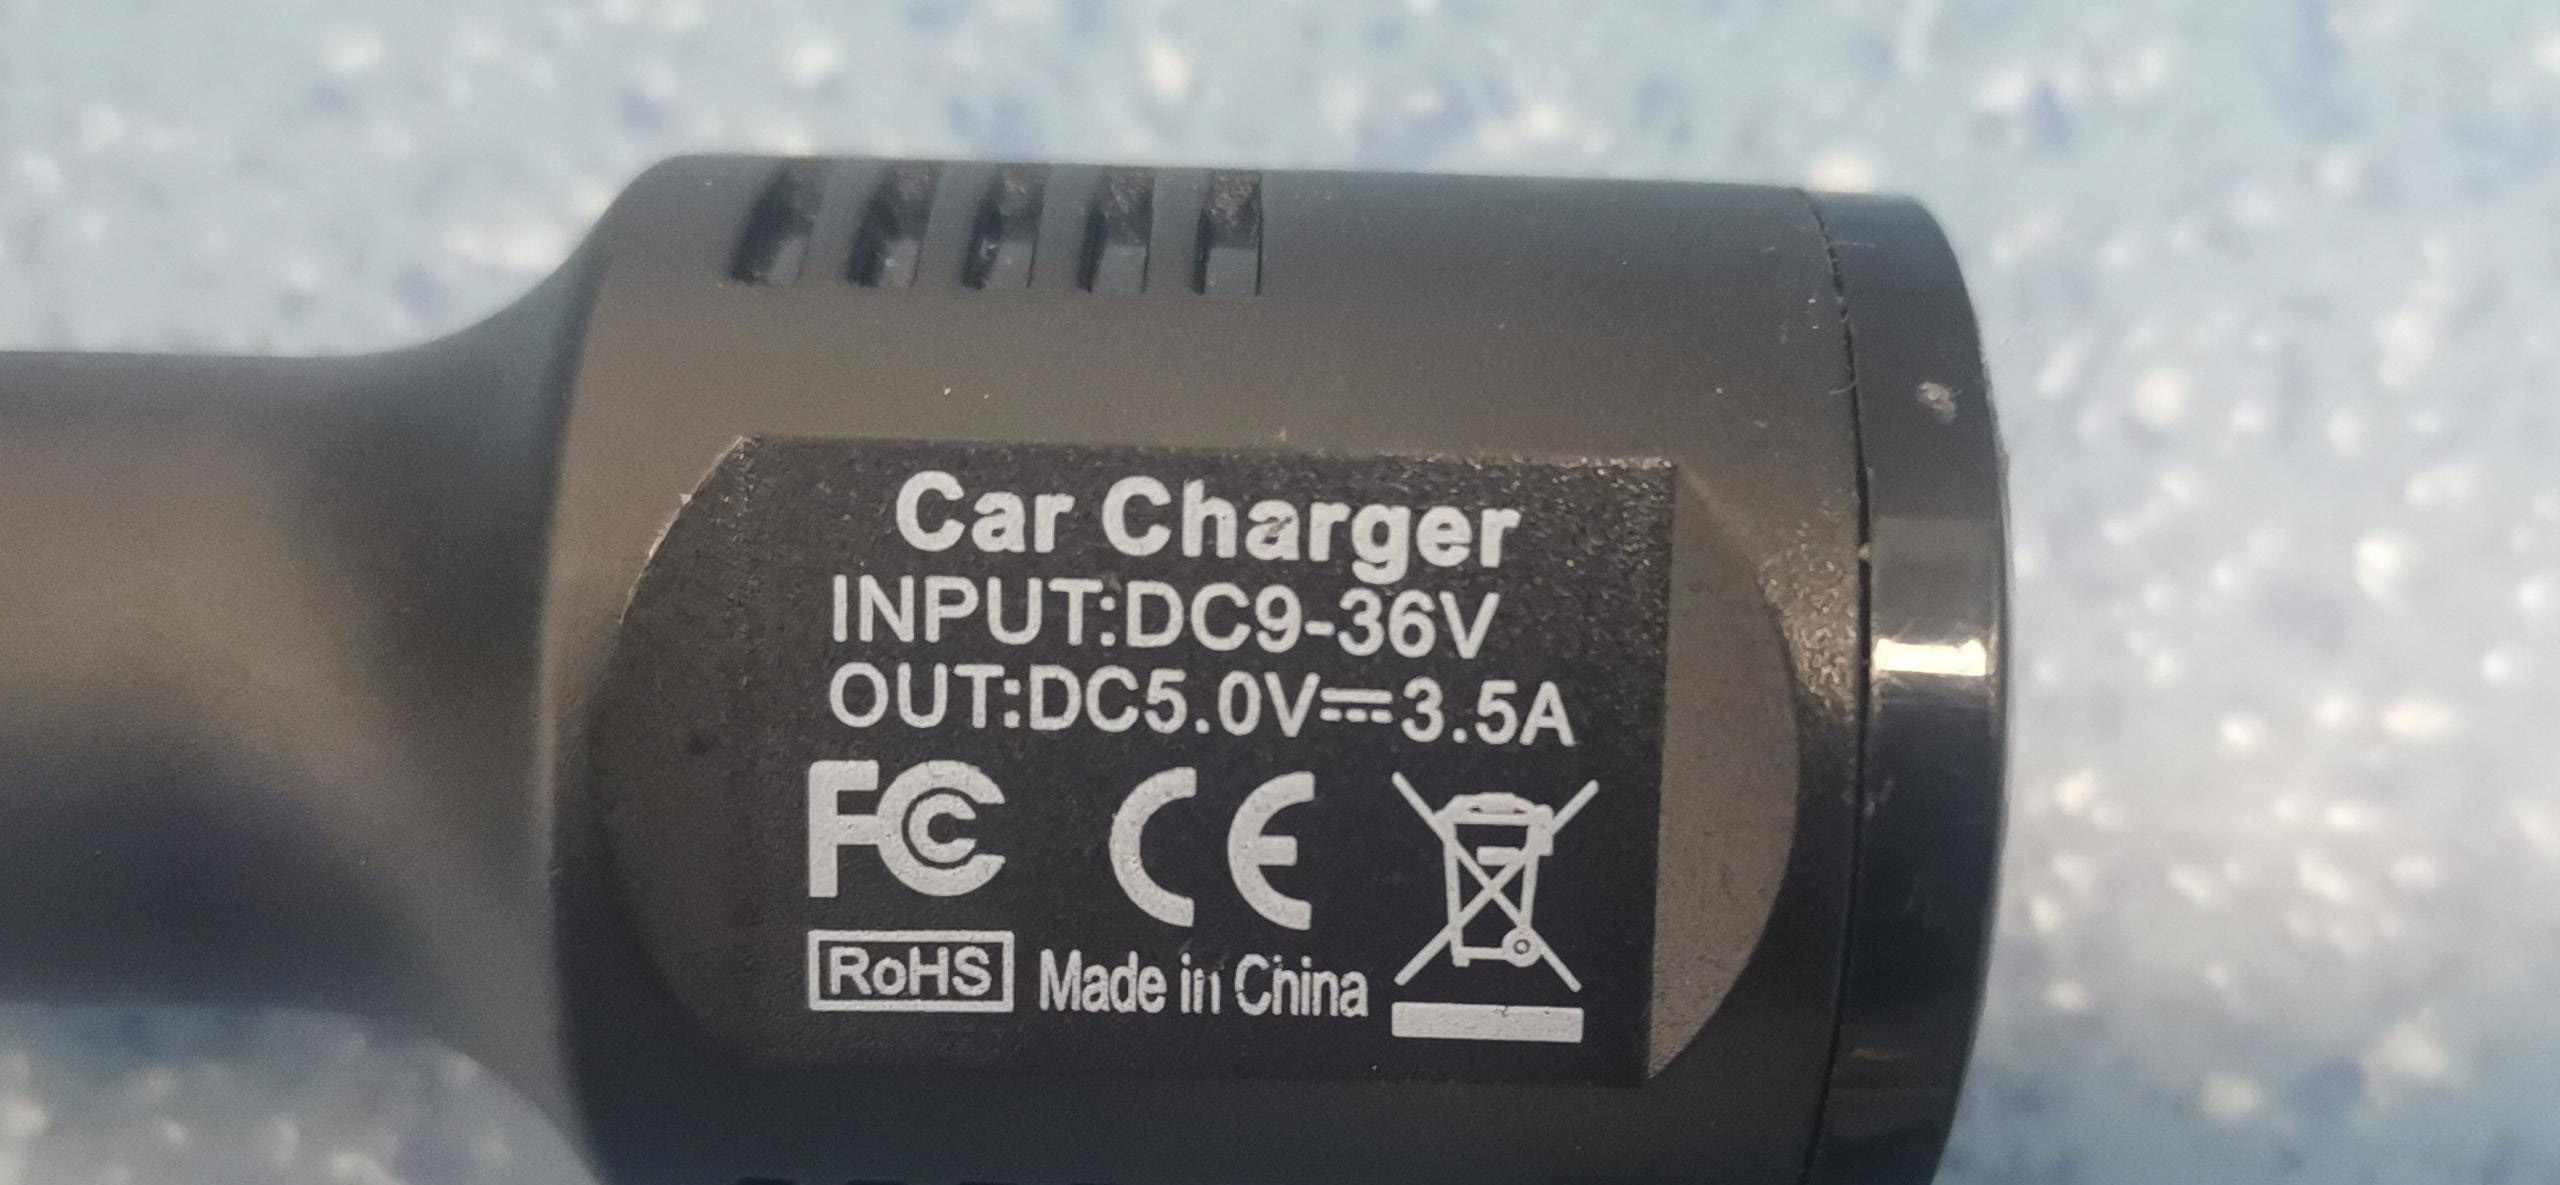 Car Charger
INPUT:DC9-36V
OUT:DC5.0V⎓3.5A
FC CE
RoHS Made in China